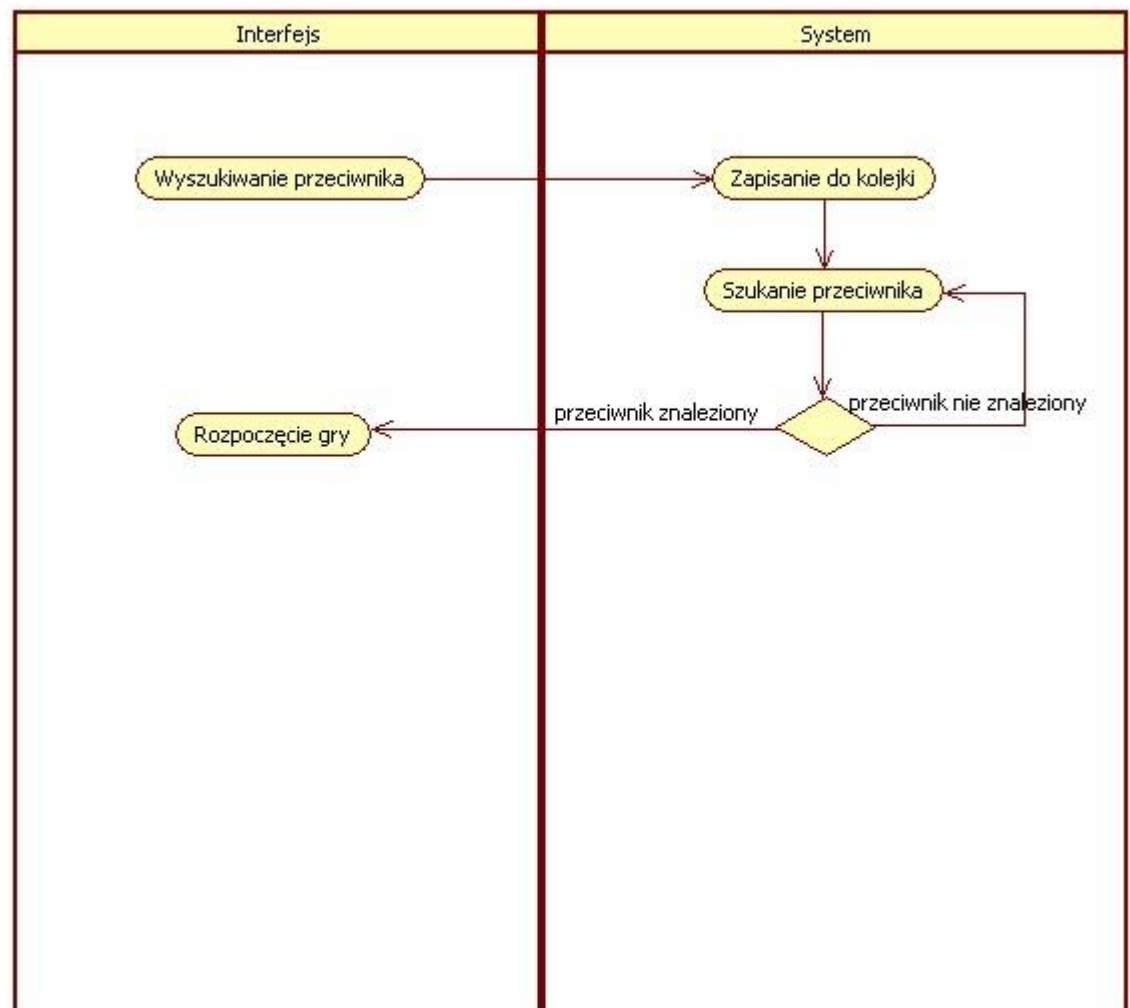 Interfejs
System
Wyszukiwanie przeciwnika
Zapisanie do kolejki
Szukanie przeciwnika
przeciwnik znaleziony
przeciwnik nie znaleziony
Rozpoczęcie gry